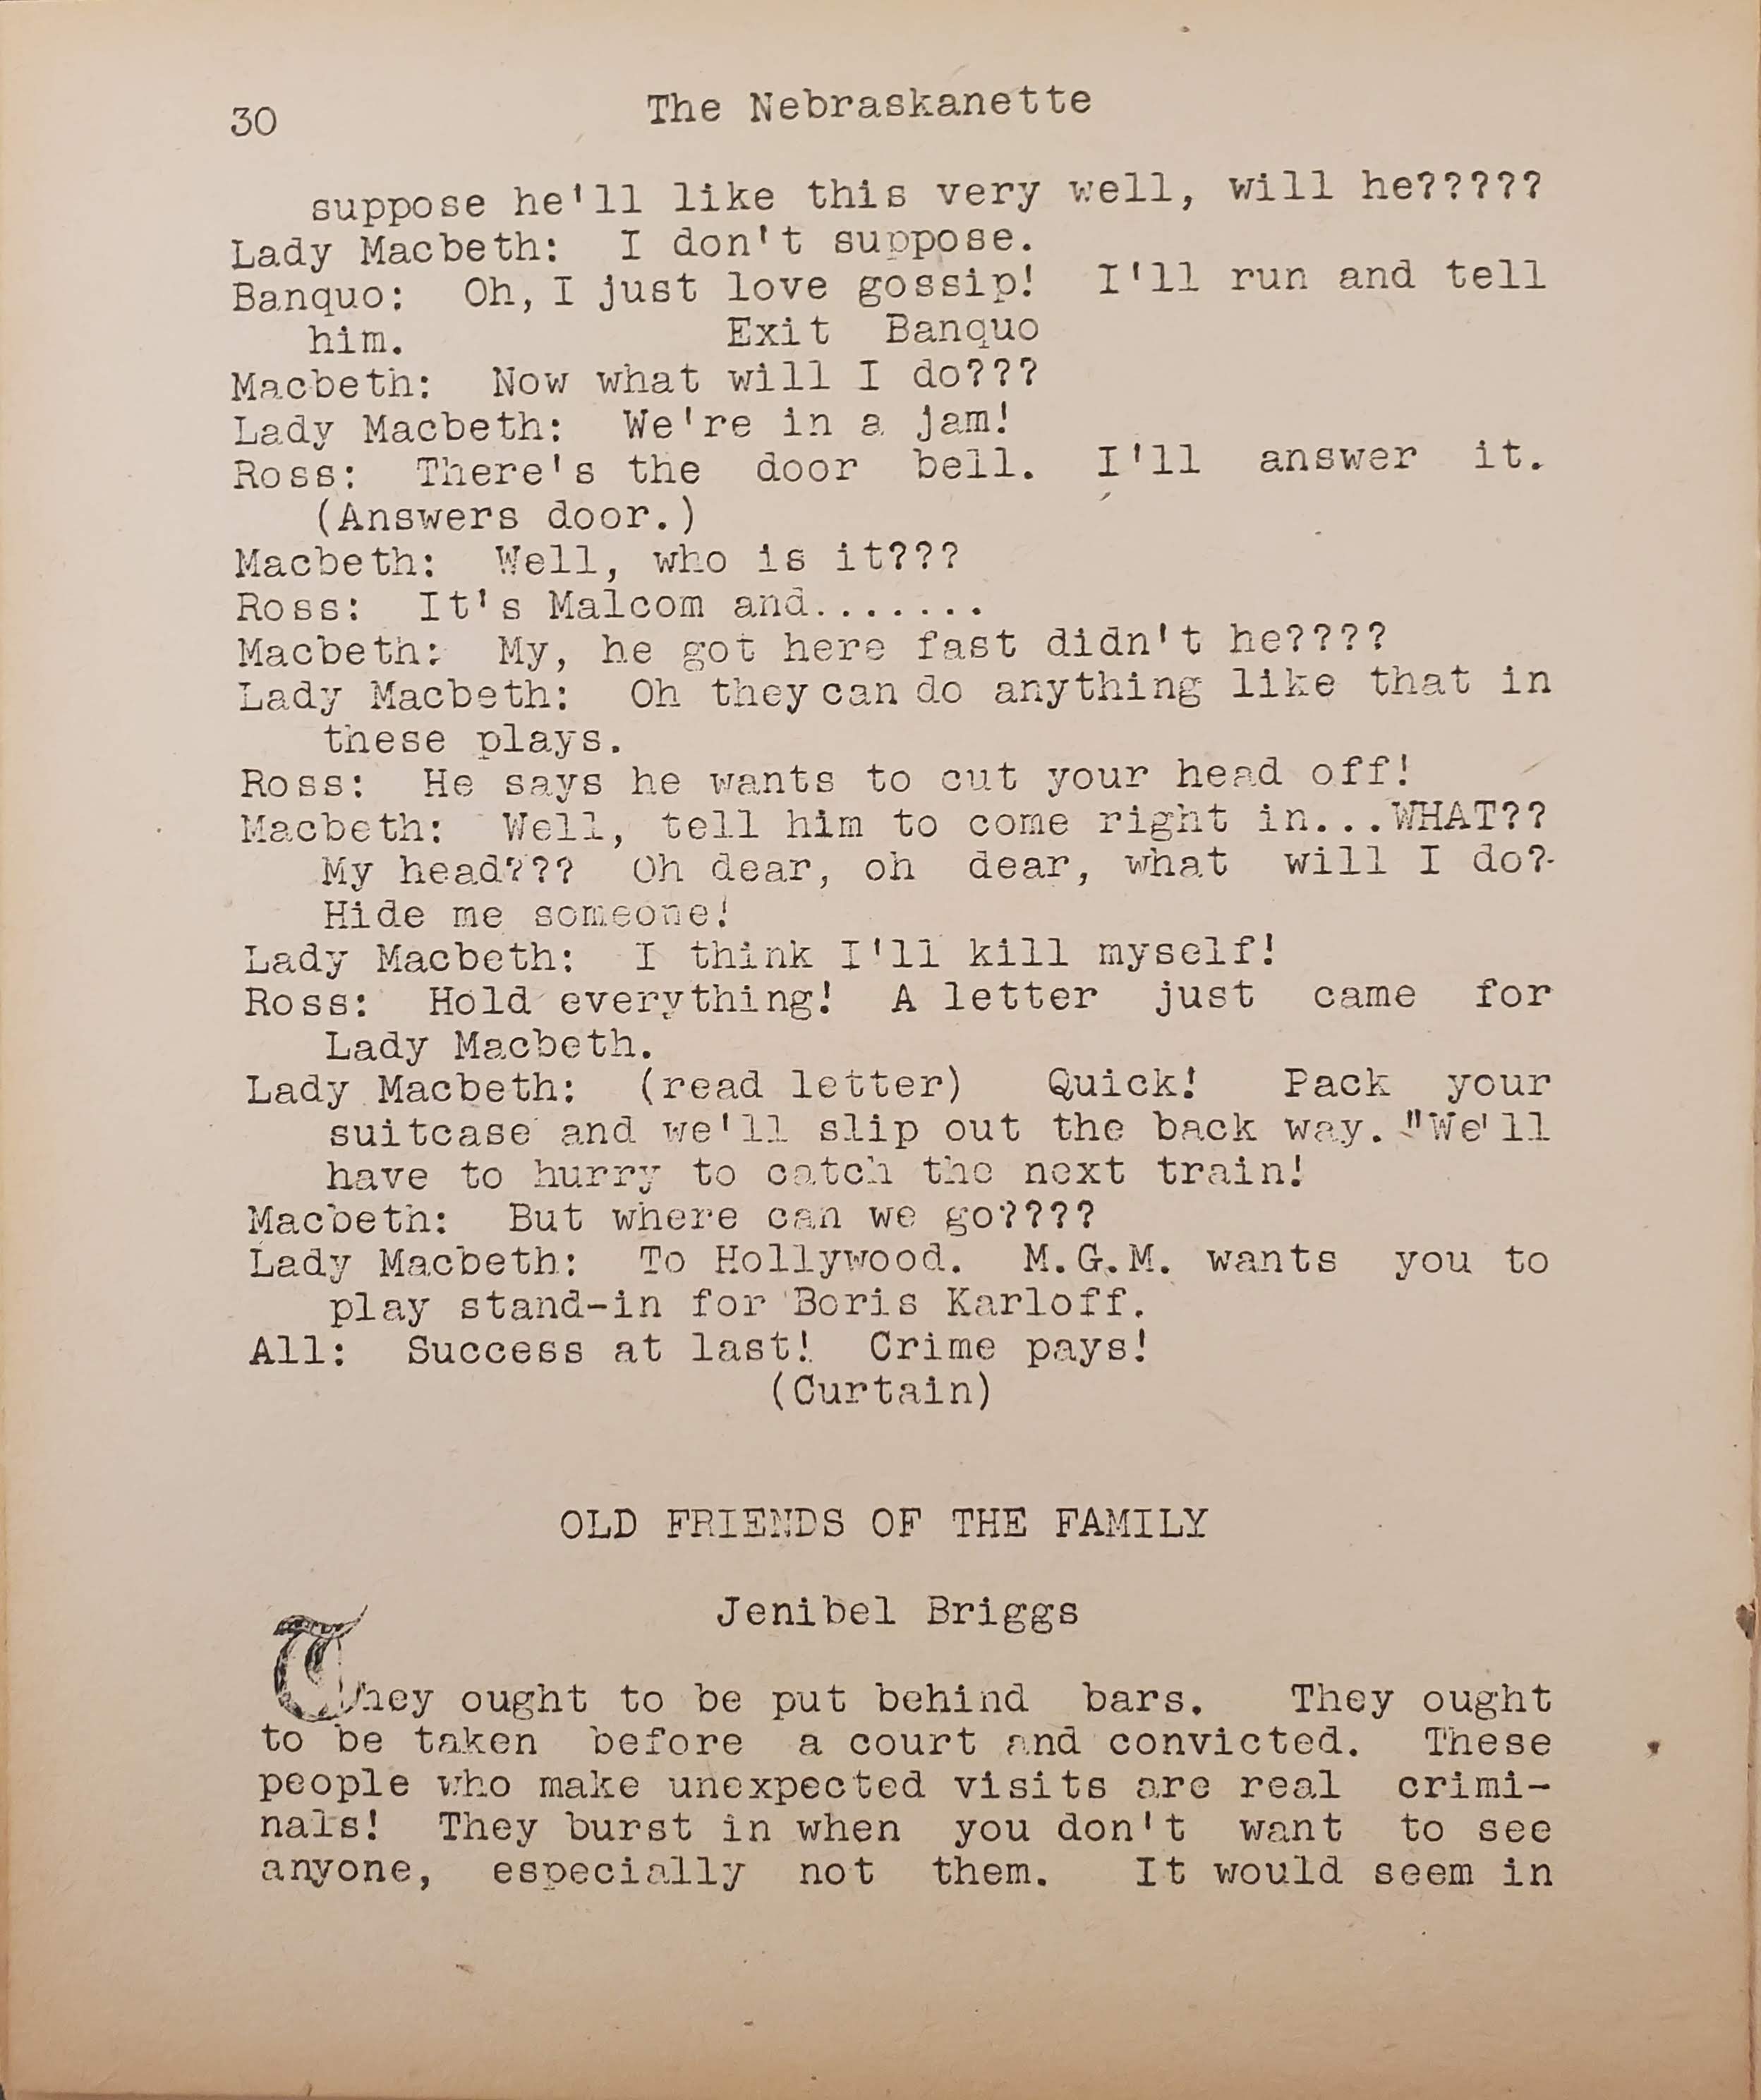 30 The Nebraskanette
suppose he'll like this very well, will he?????
Lady Macbeth: I don't suppose.
Banquo: Oh, I just love gossip! I'll run and tell
him. Exit Banquo
Macbeth: Now what will I do???
Lady Macbeth: We're in a jam!
Ross: There's the door bell. I'll answer it.
(Answers door.)
Macbeth: Well, who is it???
Ross: It's Malcom and.......
Macbeth: My, he got here fast didn't he????
Lady Macbeth: Oh they can do anything like that in
these plays.
Ross: He says he wants to cut your head off!
Macbeth: Well, tell him to come right in...WHAT??
My head??? Oh dear, oh dear, what will I do?
Hide me someone!
Lady Macbeth: I think I'll kill myself!
Ross: Hold everything! A letter just came for
Lady Macbeth.
Lady Macbeth: (read letter) Quick! Pack your
suitcase and we'll slip out the back way. "We'll
have to hurry to catch the next train!
Macbeth: But where can we go????
Lady Macbeth: To Hollywood. M.G.M. wants you to
play stand-in for Boris Karloff.
All: Success at last! Crime pays!
(Curtain)
OLD FRIENDS OF THE FAMILY
Jenibel Briggs
They ought to be put behind bars. They ought
to be taken before a court and convicted. These
people who make unexpected visits are real crimi-
nals! They burst in when you don't want to see
anyone, especially not them. It would seem in